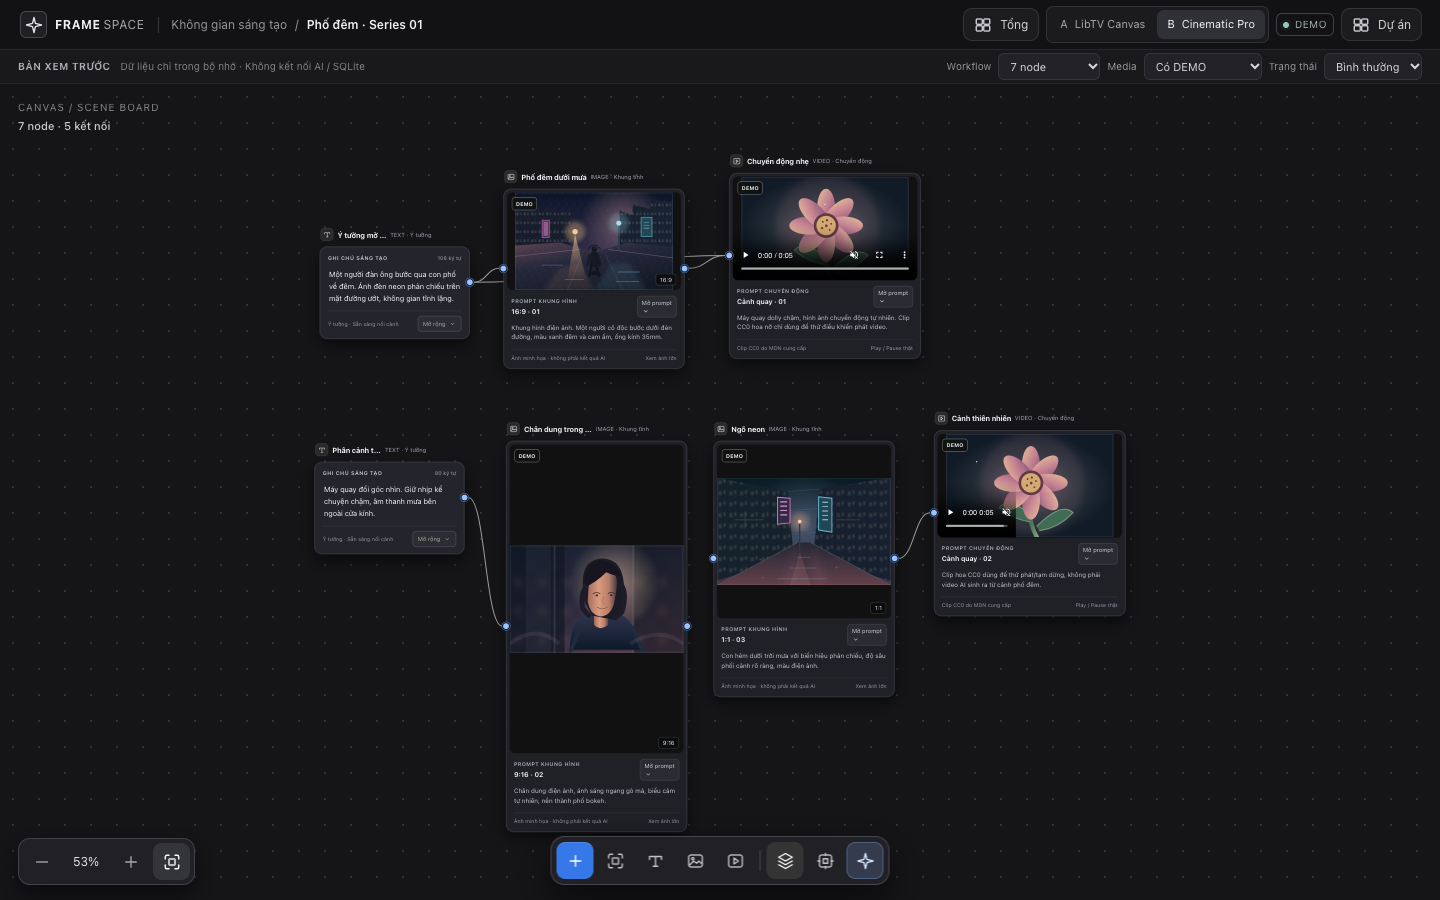 FRAME SPACE
Không gian sáng tạo / Phố đêm · Series 01
Tổng
A LibTV Canvas
B Cinematic Pro
DEMO
Dự án
BẢN XEM TRƯỚC
Dữ liệu chỉ trong bộ nhớ · Không kết nối AI / SQLite
Workflow 7 node
Media Có DEMO
Trạng thái Bình thường
CANVAS / SCENE BOARD
7 node · 5 kết nối
Ý tưởng mở ... TEXT · Ý tưởng
GHI CHÚ SÁNG TẠO 108 ký tự
Một người đàn ông bước qua con phố
về đêm. Ánh đèn neon phản chiếu trên
mặt đường ướt, không gian tĩnh lặng.
Ý tưởng · Sẵn sàng nối cảnh Mở rộng
Phố đêm dưới mưa IMAGE · Khung tĩnh
DEMO
16:9
PROMPT KHUNG HÌNH
16:9 · 01
Mở prompt
Khung hình điện ảnh. Một người cô độc bước dưới đèn
đường, màu xanh đêm và cam ấm, ống kính 35mm.
Ảnh minh họa · không phải kết quả AI Xem ảnh lớn
Chuyển động nhẹ VIDEO · Chuyển động
DEMO
0:00 / 0:05
PROMPT CHUYỂN ĐỘNG
Cảnh quay · 01
Mở prompt
Máy quay dolly chậm, hình ảnh chuyển động tự nhiên. Clip
CC0 hoa nở chỉ dùng để thử điều khiển phát video.
Clip CC0 do MDN cung cấp Play / Pause thật
Phân cảnh t... TEXT · Ý tưởng
GHI CHÚ SÁNG TẠO 80 ký tự
Máy quay đổi góc nhìn. Giữ nhịp kể
chuyện chậm, âm thanh mưa bên
ngoài cửa kính.
Ý tưởng · Sẵn sàng nối cảnh Mở rộng
Chân dung trong ... IMAGE · Khung tĩnh
DEMO
9:16
PROMPT KHUNG HÌNH
9:16 · 02
Mở prompt
Chân dung điện ảnh, ánh sáng ngang gò má, biểu cảm
tự nhiên, nền thành phố bokeh.
Ảnh minh họa · không phải kết quả AI Xem ảnh lớn
Ngõ neon IMAGE · Khung tĩnh
DEMO
1:1
PROMPT KHUNG HÌNH
1:1 · 03
Mở prompt
Con hẻm dưới trời mưa với biển hiệu phản chiếu, độ sâu
phối cảnh rõ ràng, màu điện ảnh.
Ảnh minh họa · không phải kết quả AI Xem ảnh lớn
Cảnh thiên nhiên VIDEO · Chuyển động
DEMO
0:00 0:05
PROMPT CHUYỂN ĐỘNG
Cảnh quay · 02
Mở prompt
Clip hoa CC0 dùng để thử phát/tạm dừng, không phải
video AI sinh ra từ cảnh phố đêm.
Clip CC0 do MDN cung cấp Play / Pause thật
53%